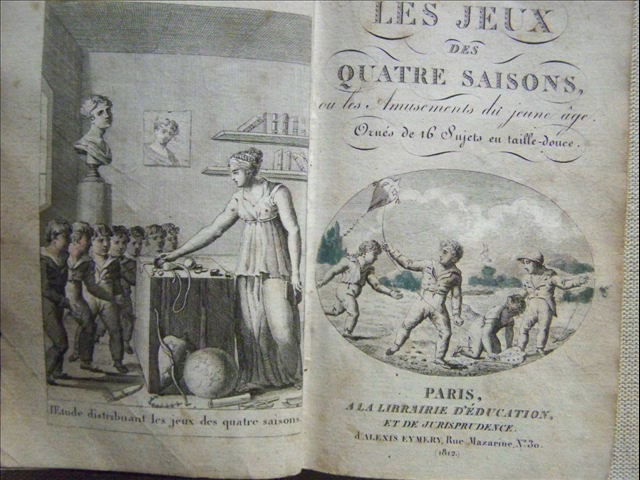 l'Etude distribuant les jeux des quatre saisons.
LES JEUX
DES
QUATRE SAISONS,
ou les Amusements du jeune âge.
Ornés de 16 Sujets en taille-douce.
PARIS,
A LA LIBRAIRIE D'ÉDUCATION,
ET DE JURISPRUDENCE.
d'ALEXIS EYMERY, Rue Mazarine, N.º 30.
(1812.)